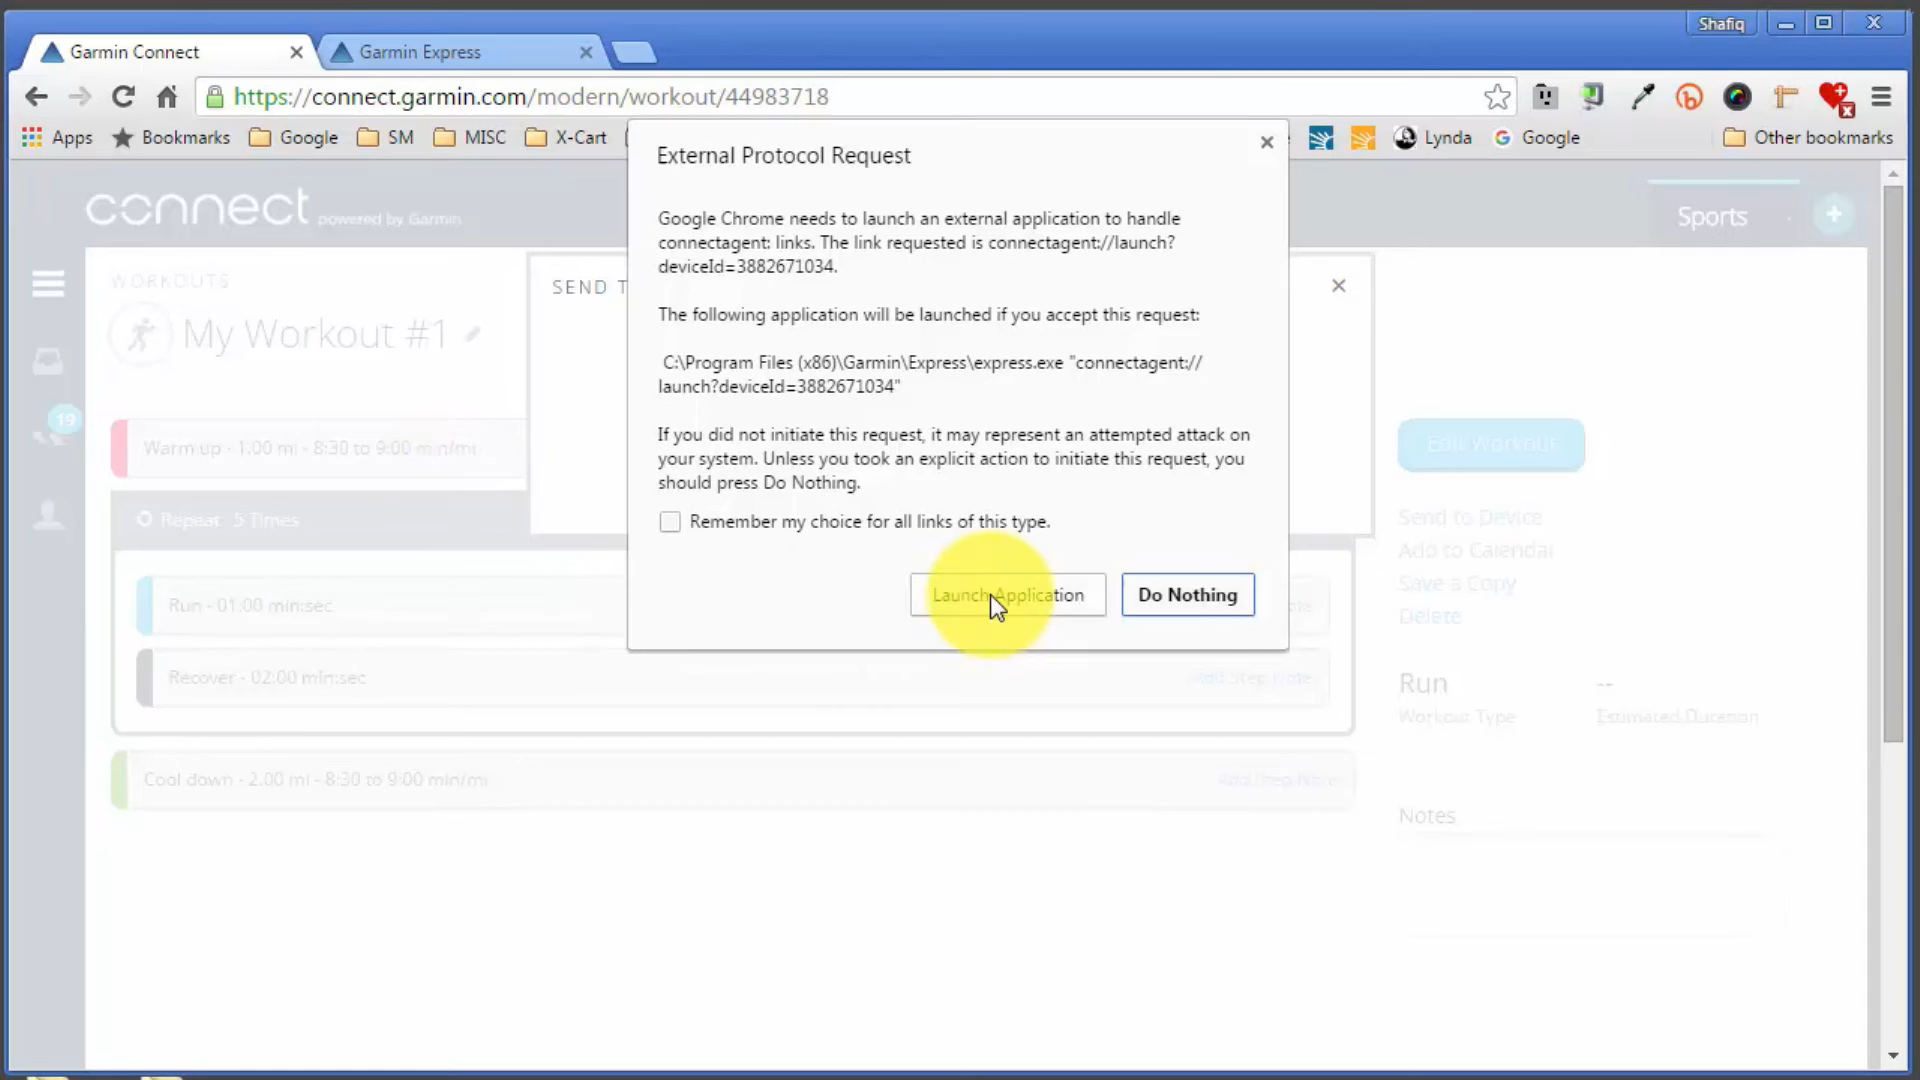 Shafiq
Garmin Connect
Garmin Express
https://connect.garmin.com/modern/workout/44983718
Apps
Bookmarks
Google
SM
MISC
X-Cart
Lynda
Google
Other bookmarks
External Protocol Request
Google Chrome needs to launch an external application to handle
connectagent: links. The link requested is connectagent://launch?
deviceId=3882671034.
The following application will be launched if you accept this request:
C:\Program Files (x86)\Garmin\Express\express.exe "connectagent://
launch?deviceId=3882671034"
If you did not initiate this request, it may represent an attempted attack on
your system. Unless you took an explicit action to initiate this request, you
should press Do Nothing.
Remember my choice for all links of this type.
Launch Application
Do Nothing
connect powered by Garmin
Sports
WORKOUTS
SEND T
My Workout #1
19
Warm up - 1.00 mi - 8:30 to 9:00 min/mi
Edit Workout
Repeat 5 Times
Send to Device
Add to Calendar
Save a Copy
Delete
Run - 01:00 min:sec
Recover - 02:00 min:sec
Add Step Note
Run
--
Workout Type
Estimated Duration
Cool down - 2.00 mi - 8:30 to 9:00 min/mi
Add Step Note
Notes